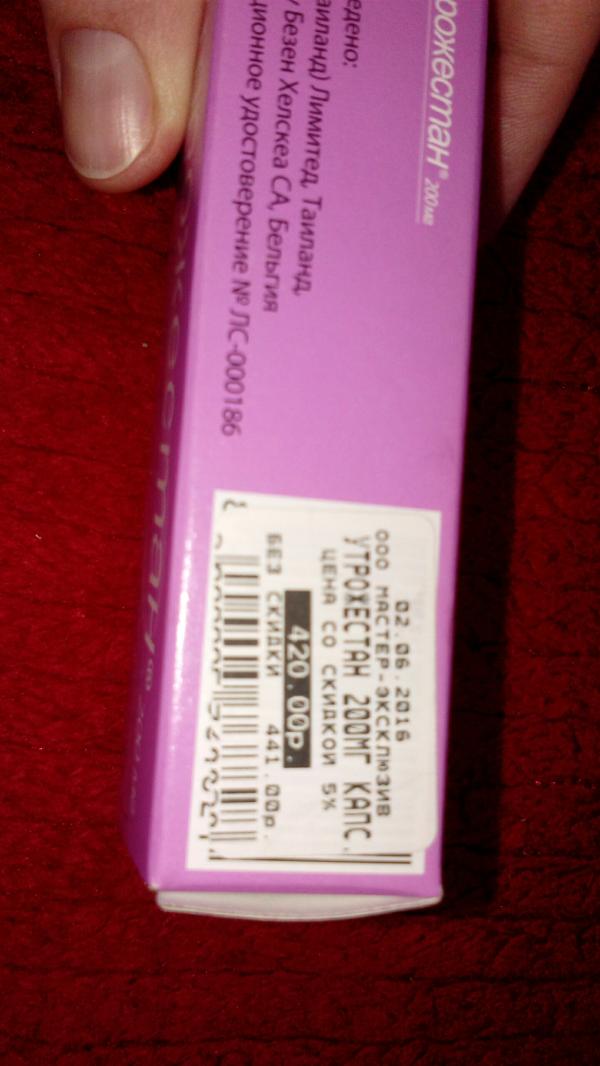 рожестан® 200 мг
едено:
аиланд) Лимитед, Таиланд,
/ Безен Хелскеа СА, Бельгия
ционное удостоверение № ЛС-000186
02.06.2016
ООО МАСТЕР-ЭКСКЛЮЗИВ
УТРОЖЕСТАН 200МГ КАПС.
ЦЕНА СО СКИДКОЙ 5%
420.00р.
БЕЗ СКИДКИ 441.00р.